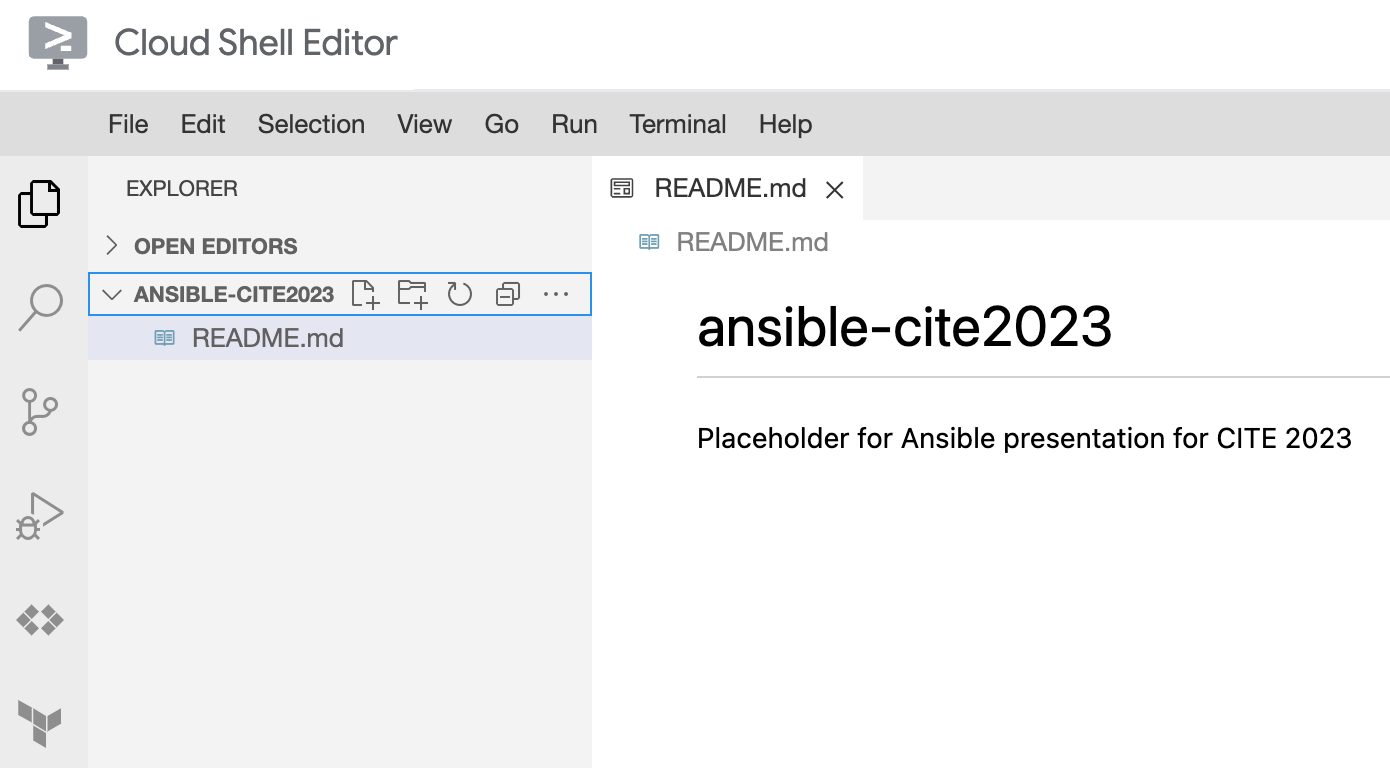 Cloud Shell Editor
File Edit Selection View Go Run Terminal Help
EXPLORER
OPEN EDITORS
ANSIBLE-CITE2023
README.md
README.md
README.md
ansible-cite2023
Placeholder for Ansible presentation for CITE 2023